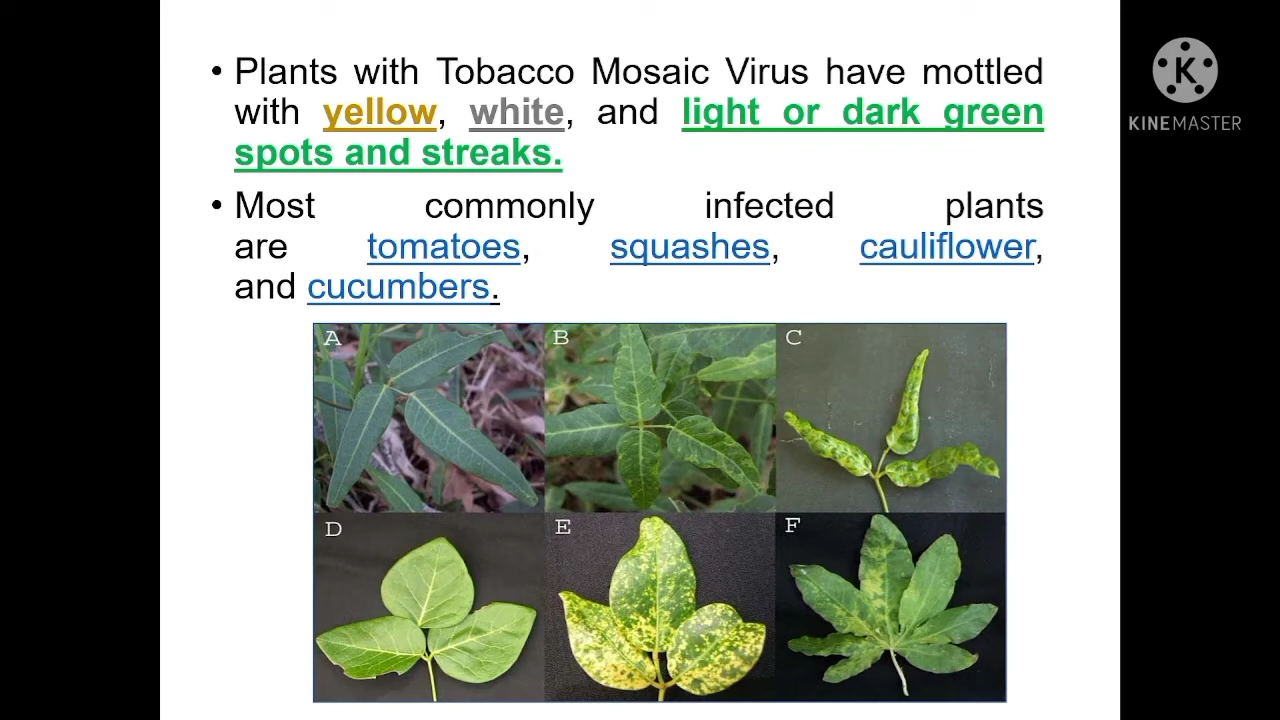 • Plants with Tobacco Mosaic Virus have mottled
with yellow, white, and light or dark green
spots and streaks.
• Most commonly infected plants
are tomatoes, squashes, cauliflower,
and cucumbers.
A B C
D E F
K
KINEMASTER